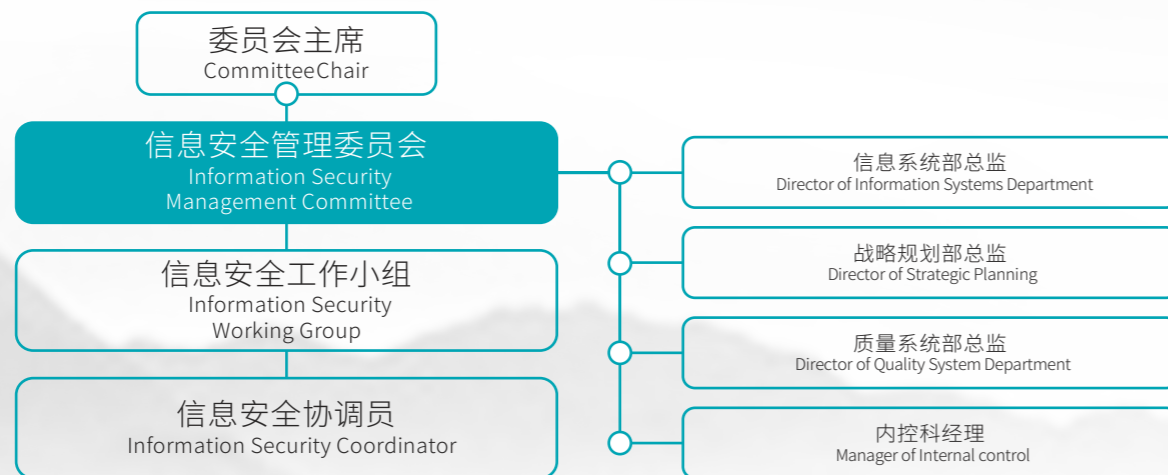 委员会主席
CommitteeChair
信息安全管理委员会
Information Security
Management Committee
信息安全工作小组
Information Security
Working Group
信息安全协调员
Information Security Coordinator
信息系统部总监
Director of Information Systems Department
战略规划部总监
Director of Strategic Planning
质量系统部总监
Director of Quality System Department
内控科经理
Manager of Internal control